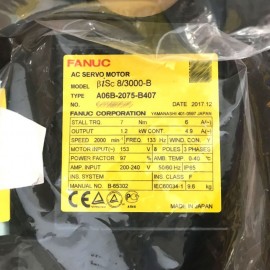 FANUC
AC SERVO MOTOR
MODEL βiSc 8/3000-B
TYPE A06B-2075-B407
NO. DATE 2017.12
FANUC CORPORATION YAMANASHI 401-0597 JAPAN
STALL TRQ. 7 Nm 6 A(rms)
OUTPUT 1.2 kW CONT. 4.9 A(~)
SPEED 2000 min⁻¹ FREQ. 133 Hz WIND. CON. Y
VOLTAGE(~) 153 V 8 POLES 3 PHASES
POWER FACTOR 97 % AMB. TEMP. 0-40 °C
AMP. INPUT 200-240 V 50/60 Hz IP65
INS. SYSTEM INS. CLASS F
MANUAL NO. B-65302 IEC60034-1 9.8 kg
MADE IN JAPAN